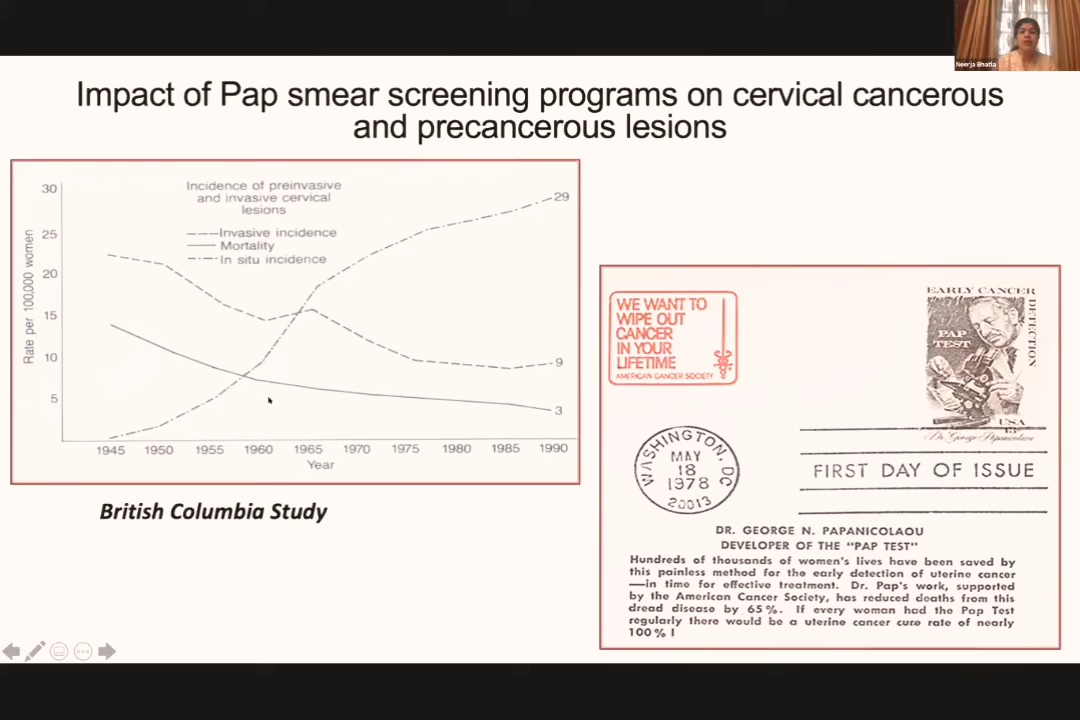 Neerja Bhatla
Impact of Pap smear screening programs on cervical cancerous
and precancerous lesions
Incidence of preinvasive
and invasive cervical
lesions
Invasive incidence
Mortality
In situ incidence
Rate per 100,000 women
30
25
20
15
10
5
29
9
3
1945 1950 1955 1960 1965 1970 1975 1980 1985 1990
Year
British Columbia Study
WE WANT TO
WIPE OUT
CANCER
IN YOUR
LIFETIME
AMERICAN CANCER SOCIETY
EARLY CANCER
DETECTION
PAP
TEST
USA
Dr. George Papanicolaou
WASHINGTON, DC
MAY
18
1978
20013
FIRST DAY OF ISSUE
DR. GEORGE N. PAPANICOLAOU
DEVELOPER OF THE "PAP TEST"
Hundreds of thousands of women's lives have been saved by
this painless method for the early detection of uterine cancer
—in time for effective treatment. Dr. Pap's work, supported
by the American Cancer Society, has reduced deaths from this
dread disease by 65%. If every woman had the Pap Test
regularly there would be a uterine cancer cure rate of nearly
100% !